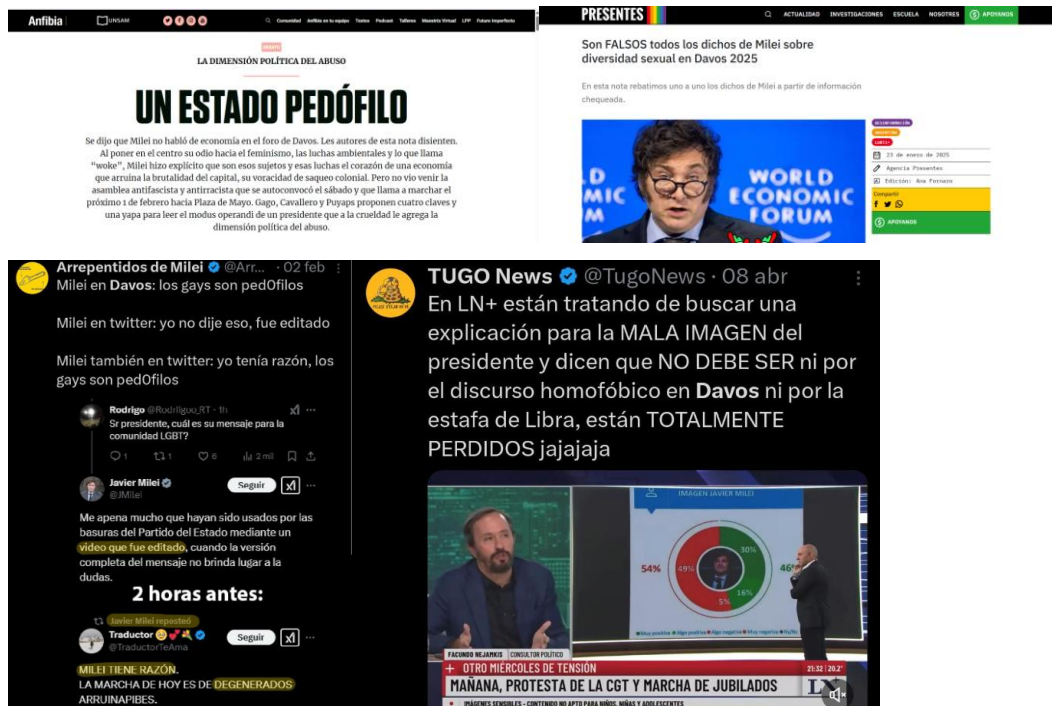 Anfibia
UNSAM
Comunidad Anfibia en tu equipo Textos Podcast Talleres Maestría Virtual LPP Futuro Imperfecto
ENSAYO
LA DIMENSIÓN POLÍTICA DEL ABUSO
UN ESTADO PEDÓFILO
Se dijo que Milei no habló de economía en el foro de Davos. Les autores de esta nota disienten.
Al poner en el centro su odio hacia el feminismo, las luchas ambientales y lo que llama
“woke”, Milei hizo explícito que son esos sujetos y esas luchas el corazón de una economía
que arruina la brutalidad del capital, su voracidad de saqueo colonial. Pero no vio venir la
asamblea antifascista y antirracista que se autoconvocó el sábado y que llama a marchar el
próximo 1 de febrero hacia Plaza de Mayo. Gago, Cavallero y Puyaps proponen cuatro claves y
una yapa para leer el modus operandi de un presidente que a la crueldad le agrega la
dimensión política del abuso.
PRESENTES
ACTUALIDAD INVESTIGACIONES ESCUELA NOSOTRES APOYANOS
Son FALSOS todos los dichos de Milei sobre
diversidad sexual en Davos 2025
En esta nota rebatimos uno a uno los dichos de Milei a partir de información
chequeada.
D WORLD
MIC ECONOMIC
M FORUM
DESINFORMACIÓN
ARGENTINA
LGBTI+
23 de enero de 2025
Agencia Presentes
Edición: Ana Fornaro
Compartir
APOYANOS
Arrepentidos de Milei @Arr... · 02 feb
Milei en Davos: los gays son ped0filos
Milei en twitter: yo no dije eso, fue editado
Milei también en twitter: yo tenía razón, los
gays son ped0filos
Rodrigo @Rodriigoo_RT · 1h
Sr presidente, cuál es su mensaje para la
comunidad LGBT?
1 1 6 2 mil
Javier Milei Seguir
@JMilei
Me apena mucho que hayan sido usados por las
basuras del Partido del Estado mediante un
video que fue editado, cuando la versión
completa del mensaje no brinda lugar a la
dudas.
2 horas antes:
Javier Milei reposteó
Traductor Seguir
@TraductorTeAma
MILEI TIENE RAZÓN.
LA MARCHA DE HOY ES DE DEGENERADOS
ARRUINAPIBES.
TUGO News @TugoNews · 08 abr
En LN+ están tratando de buscar una
explicación para la MALA IMAGEN del
presidente y dicen que NO DEBE SER ni por
el discurso homofóbico en Davos ni por la
estafa de Libra, están TOTALMENTE
PERDIDOS jajajaja
IMAGEN JAVIER MILEI
54% 49% 30% 46%
5% 16%
FACUNDO NEJAMKIS CONSULTOR POLÍTICO
+ OTRO MIÉRCOLES DE TENSIÓN 21:32 20.2°
MAÑANA, PROTESTA DE LA CGT Y MARCHA DE JUBILADOS
IMÁGENES SENSIBLES - CONTENIDO NO APTO PARA NIÑOS, NIÑAS Y ADOLESCENTES